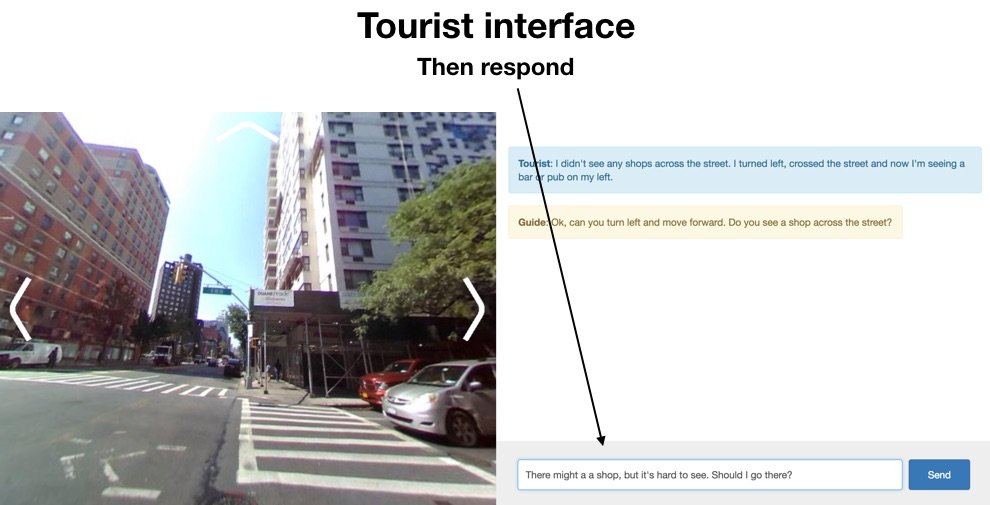 Tourist interface
Then respond
Tourist: I didn't see any shops across the street. I turned left, crossed the street and now I'm seeing a
bar or pub on my left.
Guide: Ok, can you turn left and move forward. Do you see a shop across the street?
There might a a shop, but it's hard to see. Should I go there?
Send